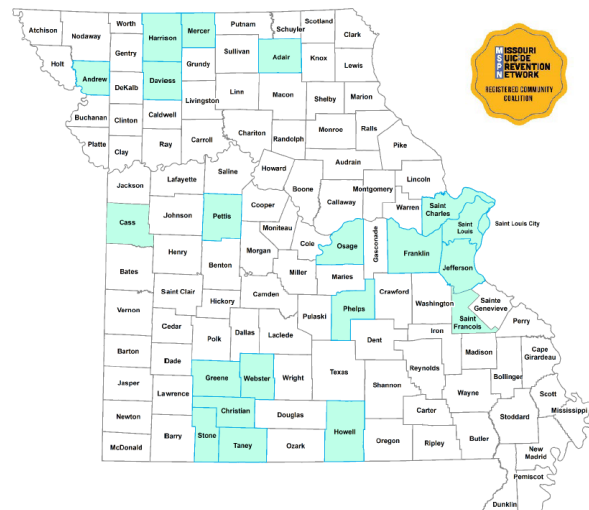 Atchison
Nodaway
Worth
Harrison
Mercer
Putnam
Schuyler
Scotland
Clark
Holt
Andrew
Gentry
Grundy
Sullivan
Adair
Knox
Lewis
DeKalb
Daviess
Livingston
Linn
Macon
Shelby
Marion
Buchanan
Clinton
Caldwell
Platte
Clay
Ray
Carroll
Chariton
Randolph
Monroe
Ralls
Pike
Audrain
Jackson
Lafayette
Saline
Howard
Boone
Callaway
Montgomery
Lincoln
Warren
Saint
Charles
Saint
Louis
Saint Louis City
Cass
Johnson
Pettis
Cooper
Moniteau
Cole
Osage
Gasconade
Franklin
Jefferson
Bates
Henry
Benton
Morgan
Miller
Maries
Saint Clair
Hickory
Camden
Pulaski
Phelps
Crawford
Washington
Saint
Francois
Sainte
Genevieve
Perry
Vernon
Cedar
Polk
Dallas
Laclede
Dent
Iron
Madison
Cape
Girardeau
Barton
Dade
Greene
Webster
Wright
Texas
Shannon
Reynolds
Wayne
Bollinger
Scott
Mississippi
Jasper
Lawrence
Christian
Douglas
Howell
Carter
Stoddard
Newton
McDonald
Barry
Stone
Taney
Ozark
Oregon
Ripley
Butler
New
Madrid
Pemiscot
Dunklin
MISSOURI
SUICIDE
PREVENTION
NETWORK
REGISTERED COMMUNITY
COALITION